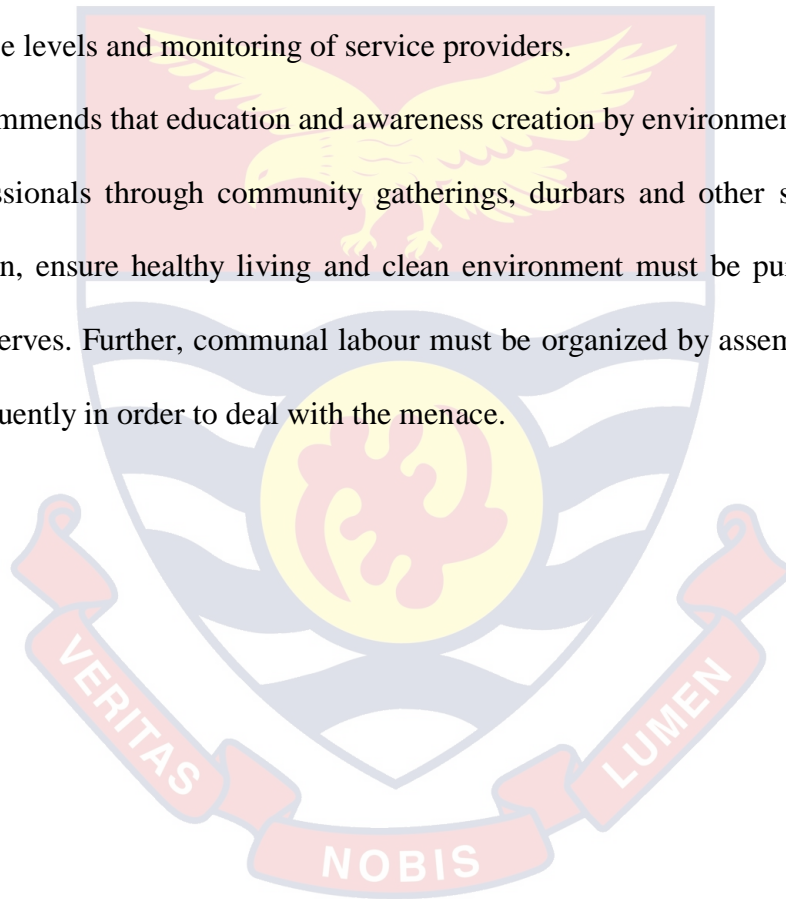 e levels and monitoring of service providers.
mmends that education and awareness creation by environmen
ssionals through community gatherings, durbars and other s
n, ensure healthy living and clean environment must be pu
erves. Further, communal labour must be organized by assem
quently in order to deal with the menace.
VERITAS
NOBIS
LUMEN